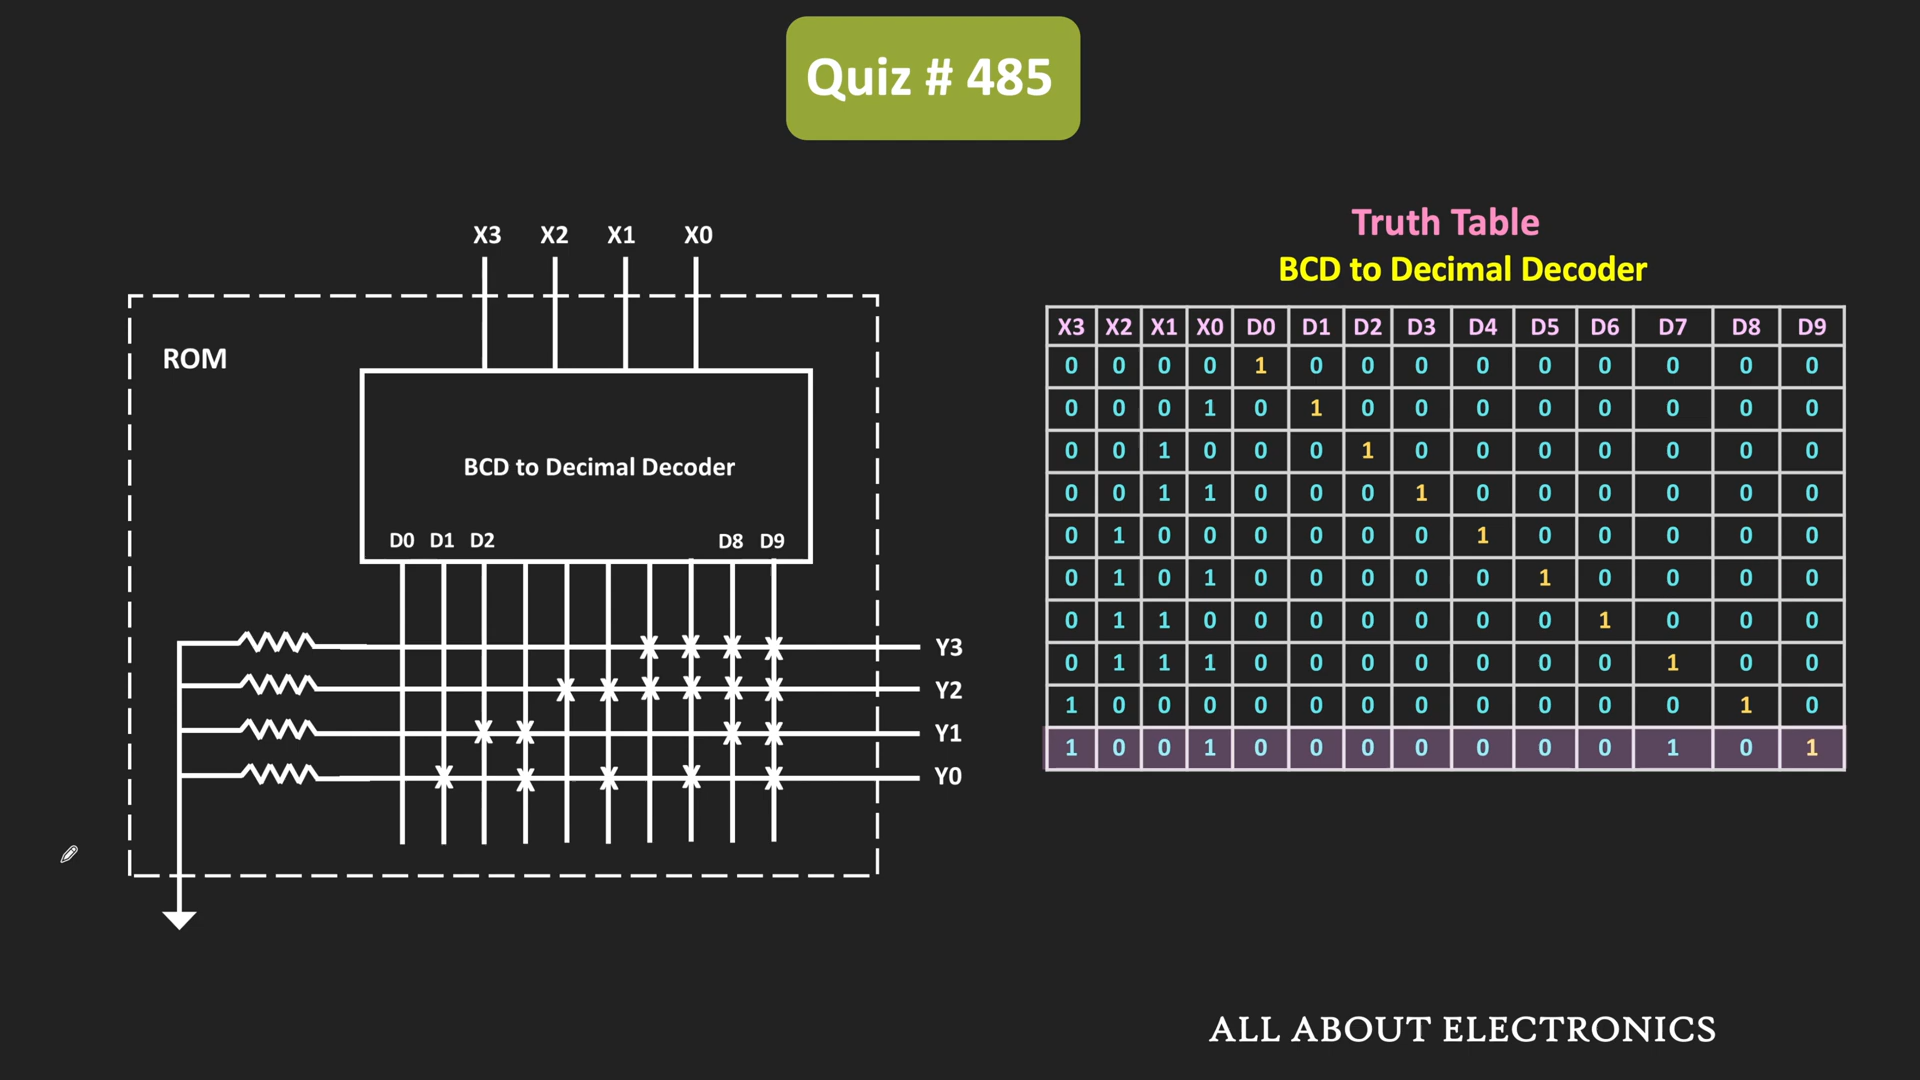 Quiz # 485
X3 X2 X1 X0
ROM
BCD to Decimal Decoder
D0 D1 D2 D8 D9
Y3
Y2
Y1
Y0
Truth Table
BCD to Decimal Decoder
X3 X2 X1 X0 D0 D1 D2 D3 D4 D5 D6 D7 D8 D9
0 0 0 0 1 0 0 0 0 0 0 0 0 0
0 0 0 1 0 1 0 0 0 0 0 0 0 0
0 0 1 0 0 0 1 0 0 0 0 0 0 0
0 0 1 1 0 0 0 1 0 0 0 0 0 0
0 1 0 0 0 0 0 0 1 0 0 0 0 0
0 1 0 1 0 0 0 0 0 1 0 0 0 0
0 1 1 0 0 0 0 0 0 0 1 0 0 0
0 1 1 1 0 0 0 0 0 0 0 1 0 0
1 0 0 0 0 0 0 0 0 0 0 0 1 0
1 0 0 1 0 0 0 0 0 0 0 1 0 1
ALL ABOUT ELECTRONICS